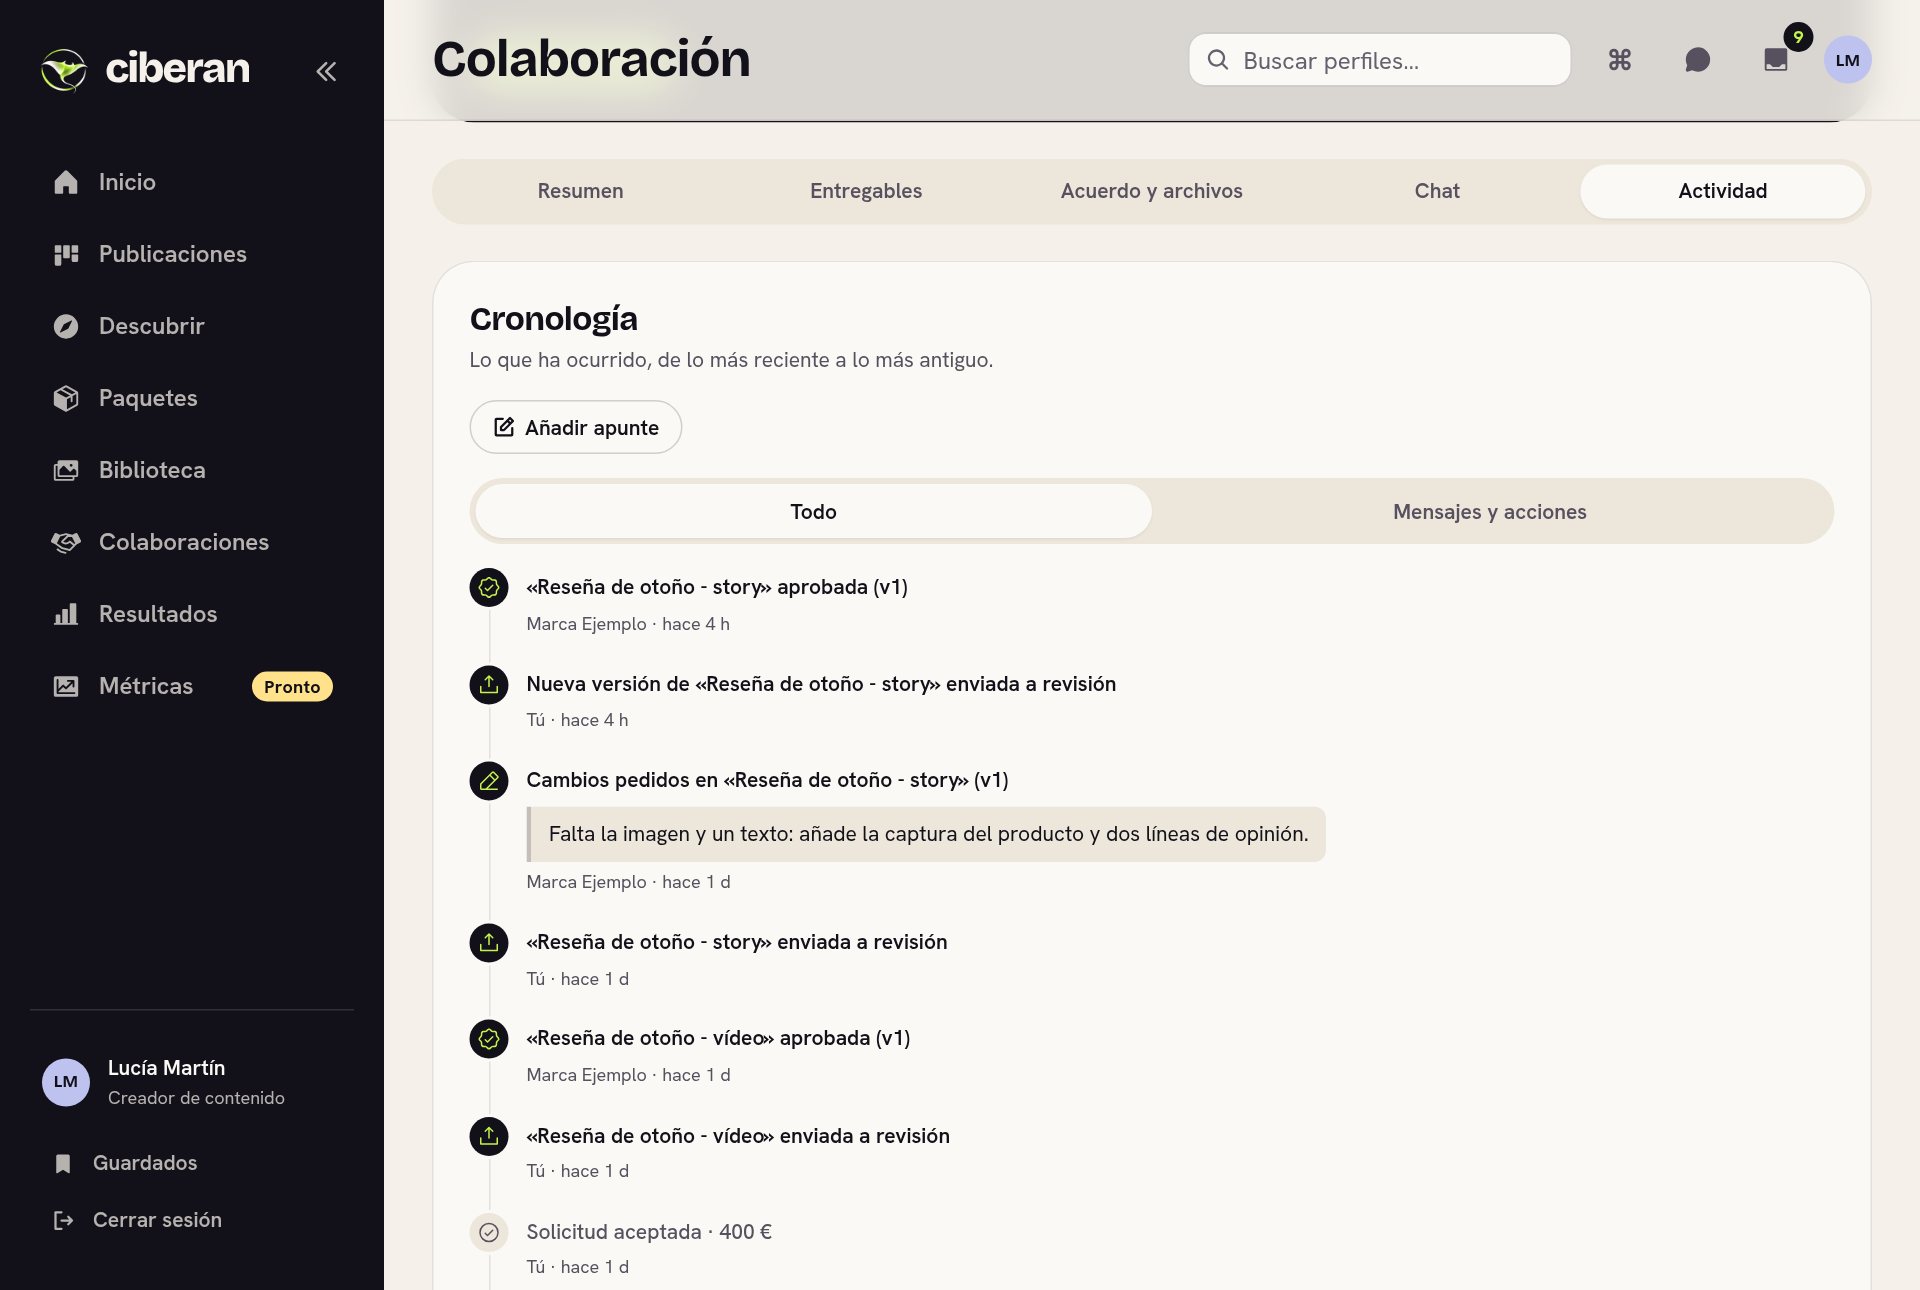 ciberan
Inicio
Publicaciones
Descubrir
Paquetes
Biblioteca
Colaboraciones
Resultados
Métricas
Pronto
LM
Lucía Martín
Creador de contenido
Guardados
Cerrar sesión
Colaboración
Buscar perfiles...
9
LM
Resumen
Entregables
Acuerdo y archivos
Chat
Actividad
Cronología
Lo que ha ocurrido, de lo más reciente a lo más antiguo.
Añadir apunte
Todo
Mensajes y acciones
«Reseña de otoño - story» aprobada (v1)
Marca Ejemplo · hace 4 h
Nueva versión de «Reseña de otoño - story» enviada a revisión
Tú · hace 4 h
Cambios pedidos en «Reseña de otoño - story» (v1)
Falta la imagen y un texto: añade la captura del producto y dos líneas de opinión.
Marca Ejemplo · hace 1 d
«Reseña de otoño - story» enviada a revisión
Tú · hace 1 d
«Reseña de otoño - vídeo» aprobada (v1)
Marca Ejemplo · hace 1 d
«Reseña de otoño - vídeo» enviada a revisión
Tú · hace 1 d
Solicitud aceptada · 400 €
Tú · hace 1 d